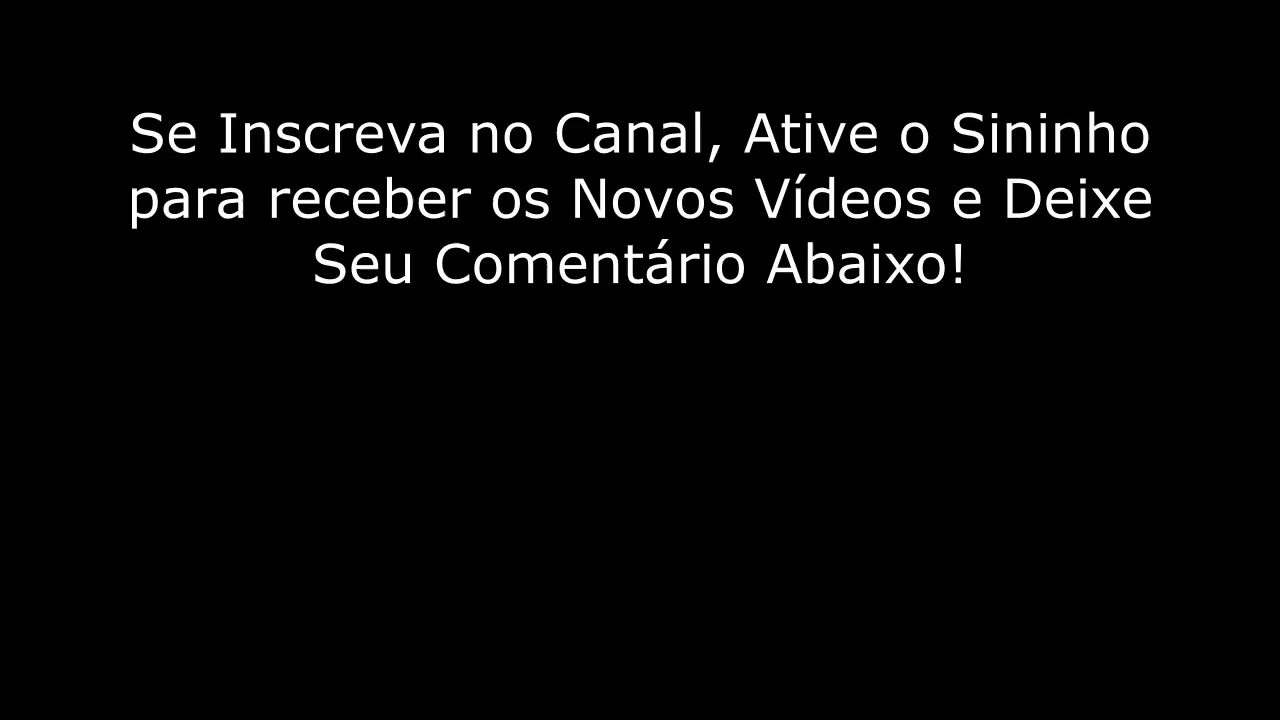 Se Inscreva no Canal, Ative o Sininho
para receber os Novos Vídeos e Deixe
Seu Comentário Abaixo!